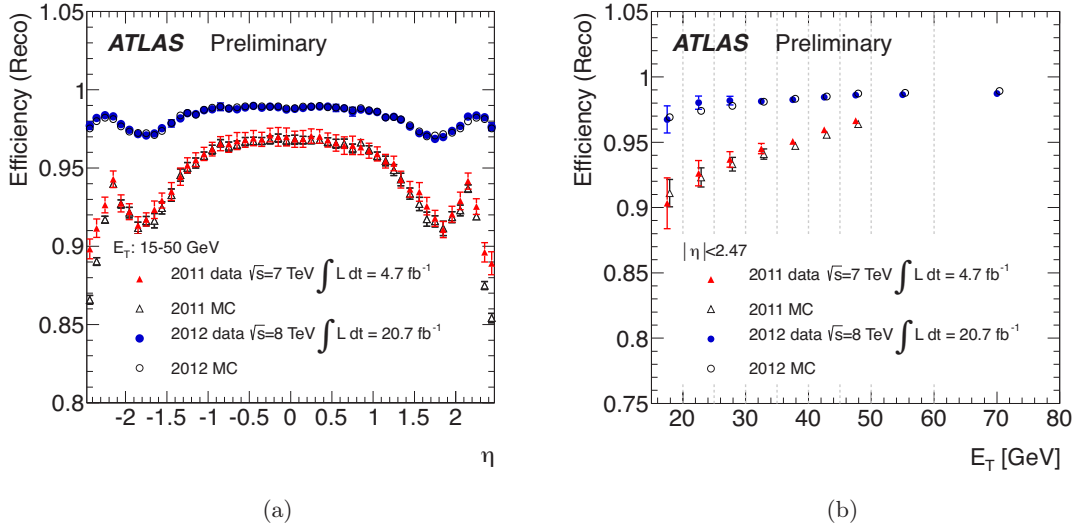 ATLAS Preliminary
Efficiency (Reco)
1.05
1
0.95
0.9
0.85
0.8
E_T: 15-50 GeV
2011 data √s=7 TeV ∫ L dt = 4.7 fb⁻¹
2011 MC
2012 data √s=8 TeV ∫ L dt = 20.7 fb⁻¹
2012 MC
-2 -1.5 -1 -0.5 0 0.5 1 1.5 2
η
(a)
ATLAS Preliminary
Efficiency (Reco)
1.05
1
0.95
0.9
0.85
0.8
0.75
|η|<2.47
2011 data √s=7 TeV ∫ L dt = 4.7 fb⁻¹
2011 MC
2012 data √s=8 TeV ∫ L dt = 20.7 fb⁻¹
2012 MC
20 30 40 50 60 70 80
E_T [GeV]
(b)